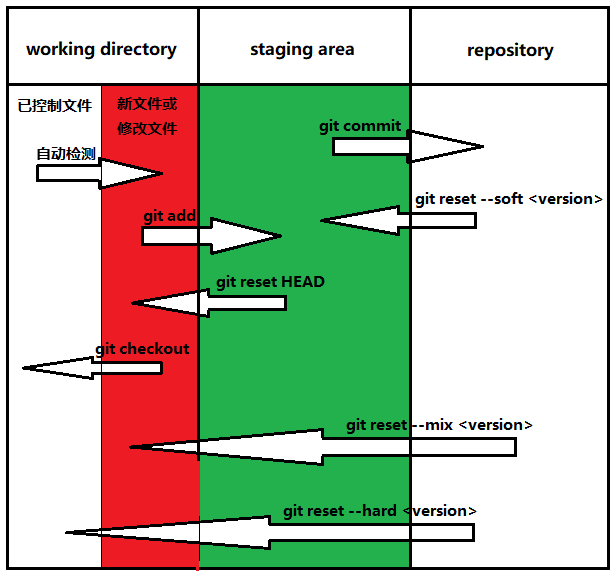 working directory
staging area
repository
已控制文件
新文件或
修改文件
自动检测
git commit
git reset --soft <version>
git add
git reset HEAD
git checkout
git reset --mix <version>
git reset --hard <version>